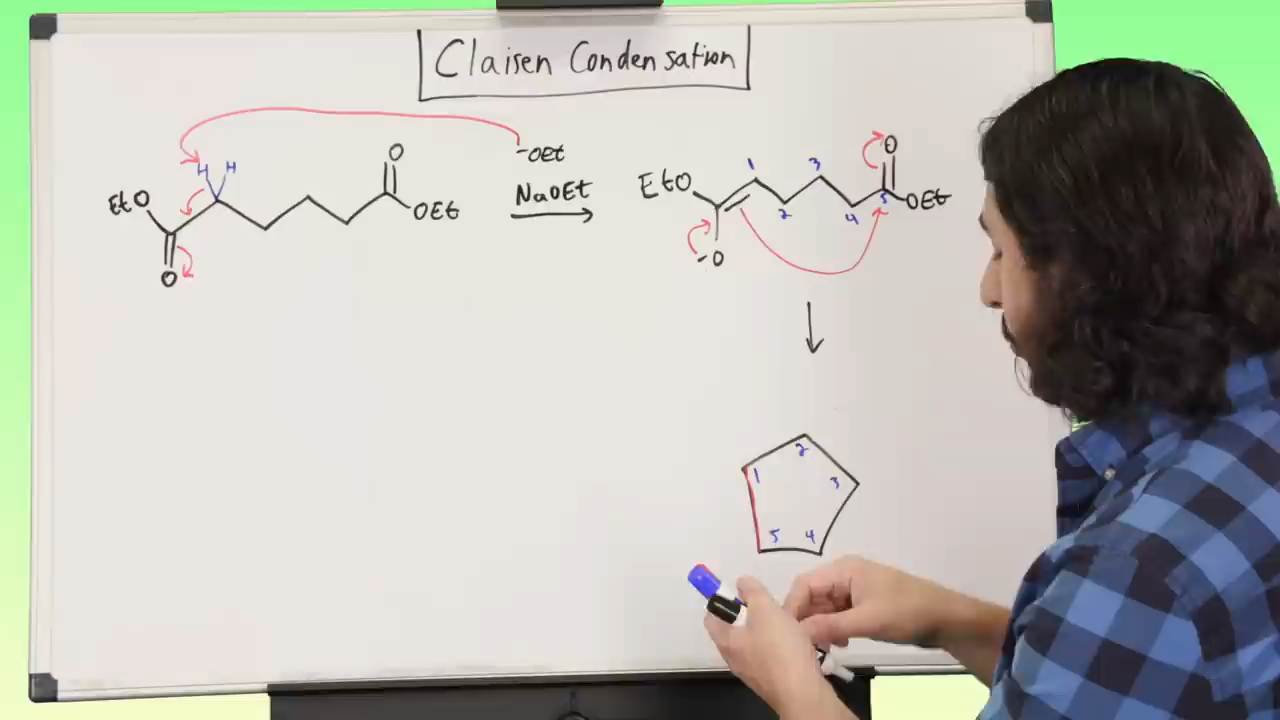 Claisen Condensation
H H
EtO
O
O
OEt
-OEt
NaOEt
EtO
-O
1
2
3
4
5
O
OEt
1
2
3
4
5